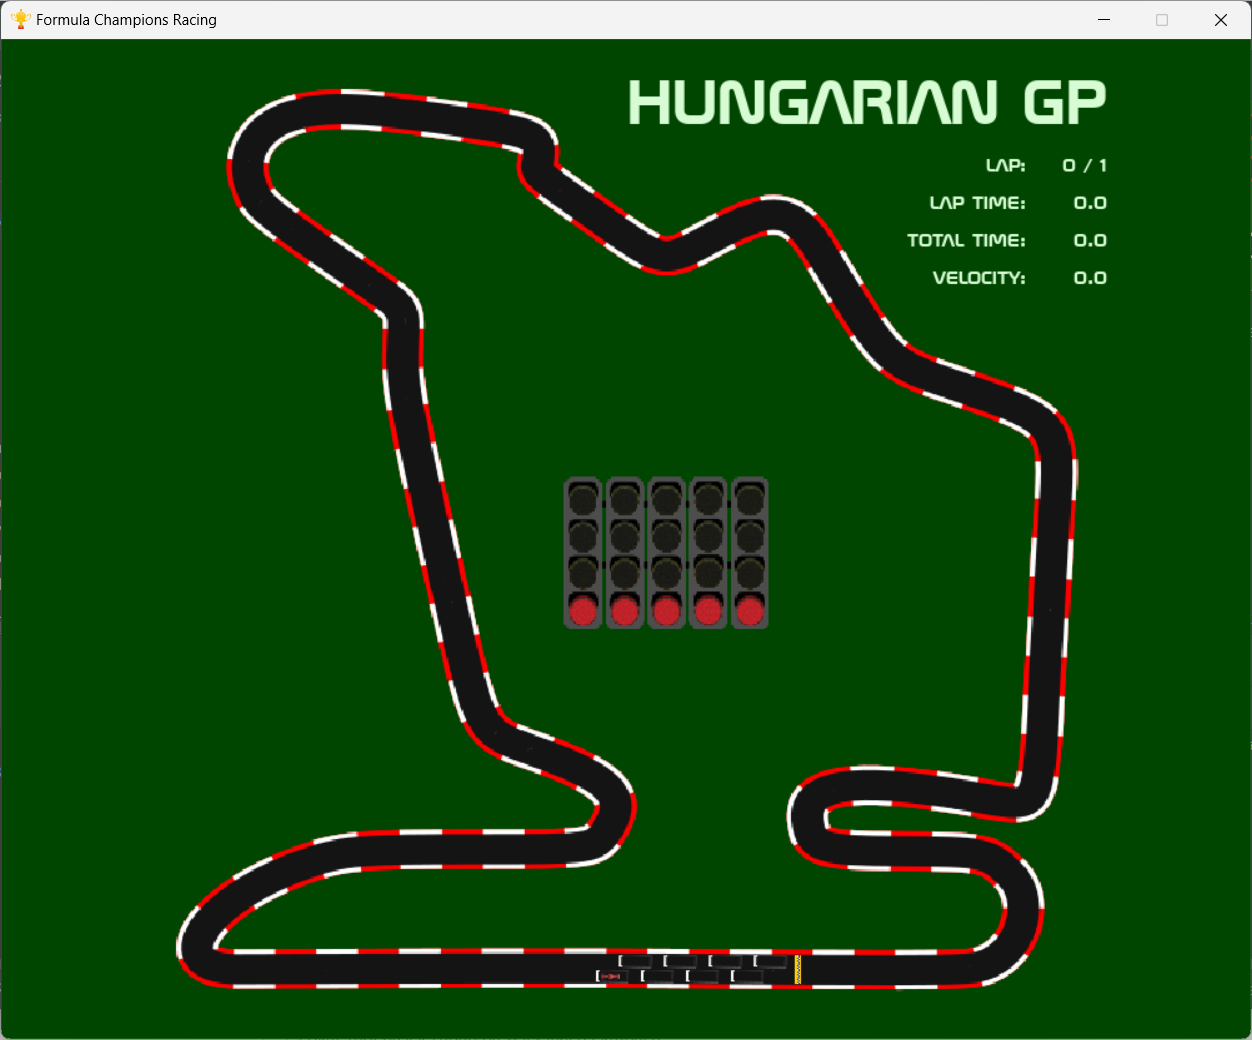 Formula Champions Racing
HUNGARIAN GP
LAP: 0 / 1
LAP TIME: 0.0
TOTAL TIME: 0.0
VELOCITY: 0.0